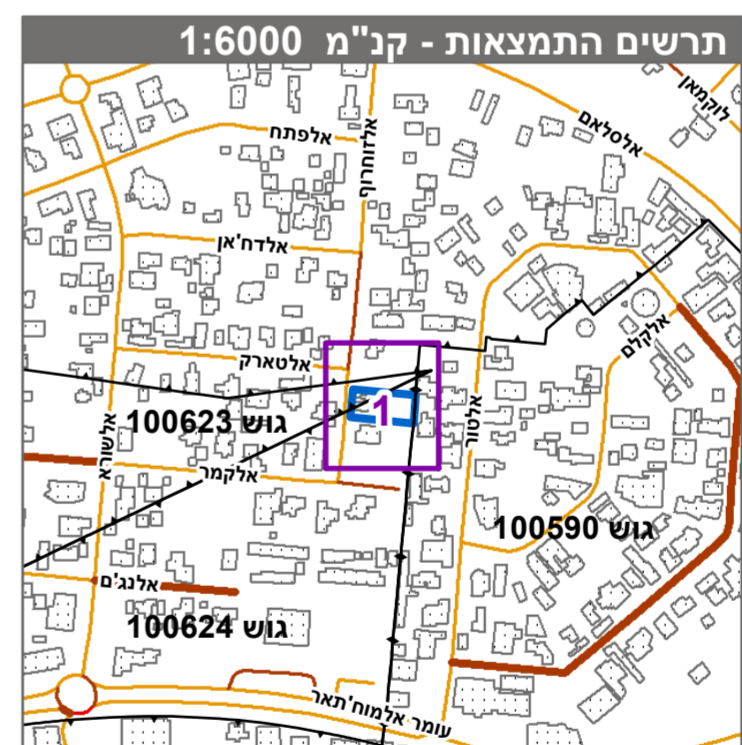 תרשים התמצאות - קנ"מ 1:6000
לוקמאן
אלסלאם
אלפתח
אלזוחרוף
אלדח'אן
אלקלם
אלטארק
1
אלטור
גוש 100623
אלשורא
אלקמר
גוש 100590
אלנג'ם
גוש 100624
עומר אלמוח'תאר